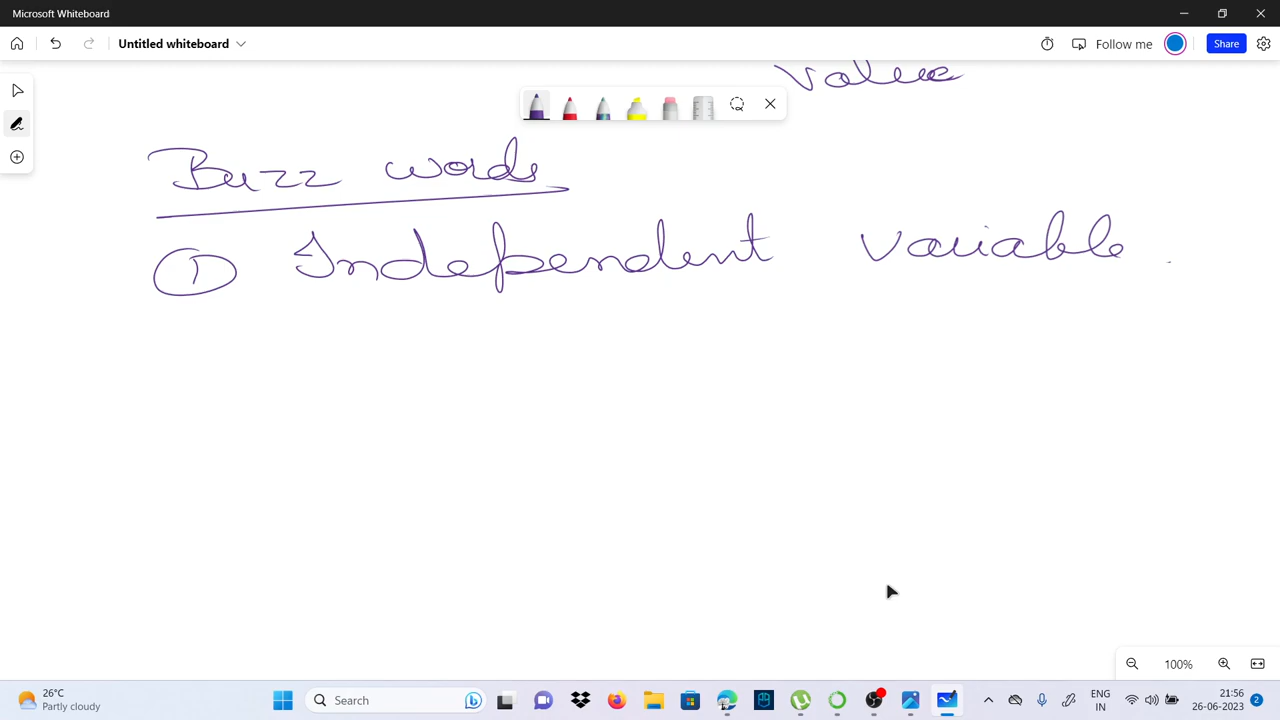 Microsoft Whiteboard
Untitled whiteboard
Follow me
Share
Value
Buzz words
① Independent variable.
100%
26°C
Partly cloudy
Search
ENG
IN
21:56
26-06-2023
2